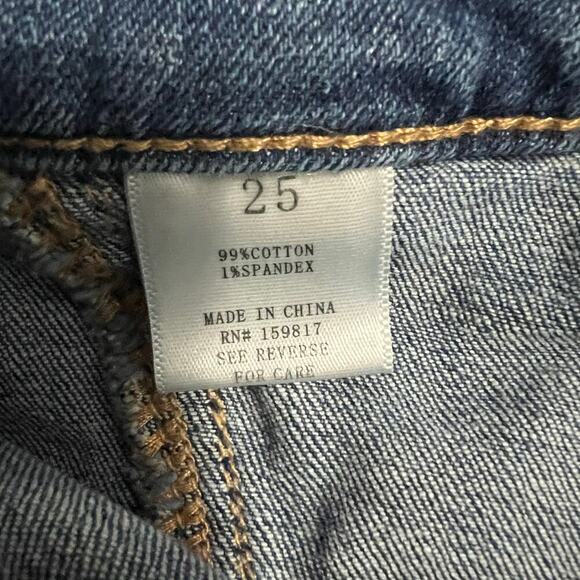 25
99%COTTON
1%SPANDEX
MADE IN CHINA
RN# 159817
SEE REVERSE
FOR CARE